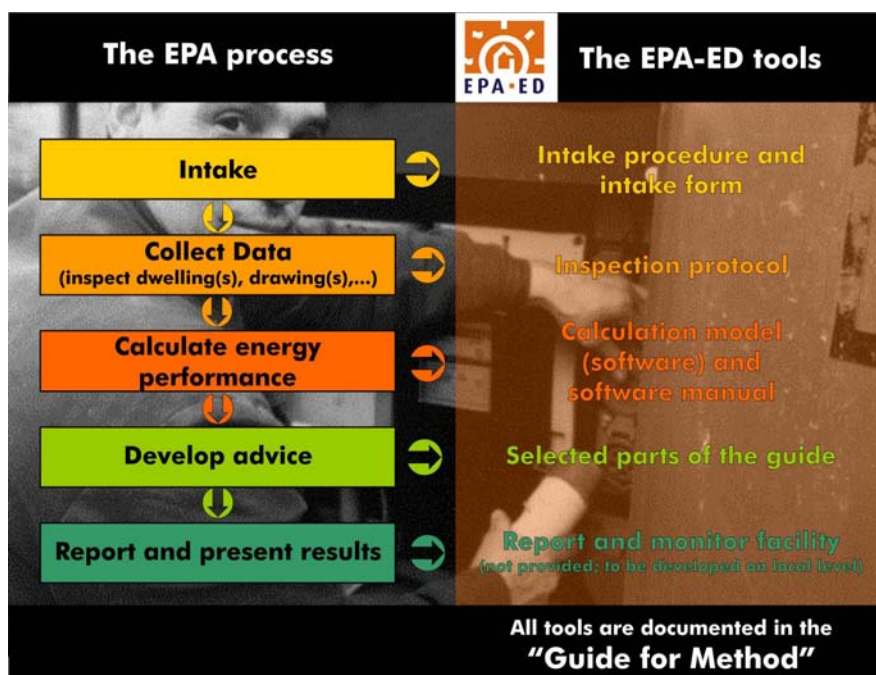 The EPA process
EPA-ED
The EPA-ED tools
Intake
Intake procedure and
intake form
Collect Data
(inspect dwelling(s), drawing(s),...)
Inspection protocol
Calculate energy
performance
Calculation model
(software) and
software manual
Develop advice
Selected parts of the guide
Report and present results
Report and monitor facility
(not provided; to be developed on local level)
All tools are documented in the
“Guide for Method”